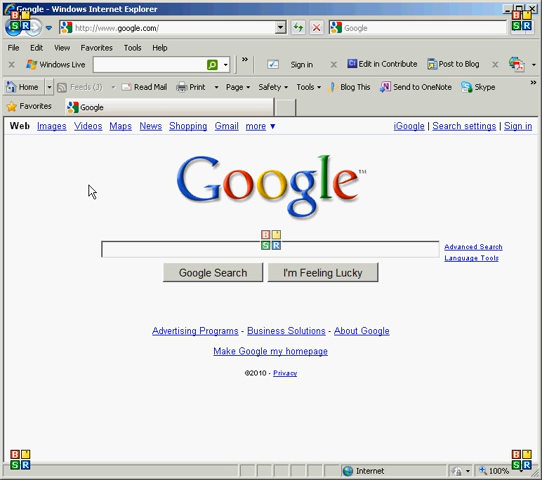 Google - Windows Internet Explorer
http://www.google.com/
Google
File Edit View Favorites Tools Help
Windows Live
Sign in
Edit in Contribute
Post to Blog
Home
Feeds (J)
Read Mail
Print
Page
Safety
Tools
Blog This
Send to OneNote
Skype
Favorites
Google
Web Images Videos Maps News Shopping Gmail more ▼
iGoogle | Search settings | Sign in
Google™
B
S R
Advanced Search
Language Tools
Google Search
I'm Feeling Lucky
Advertising Programs - Business Solutions - About Google
Make Google my homepage
©2010 - Privacy
Internet
100%